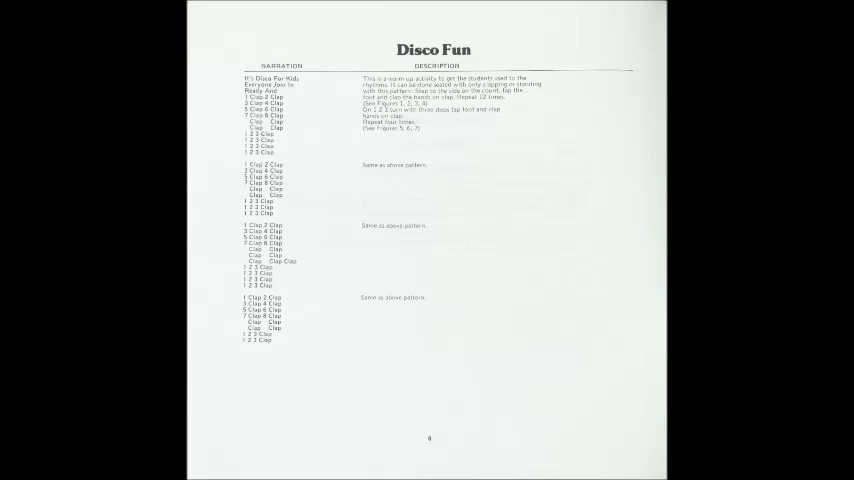 Disco Fun
NARRATION
DESCRIPTION
It's Disco For Kids
Everyone Join In
Ready And
1 Clap 2 Clap
3 Clap 4 Clap
5 Clap 6 Clap
7 Clap 8 Clap
Clap Clap
Clap Clap
1 2 3 Clap
1 2 3 Clap
1 2 3 Clap
1 2 3 Clap
This is a warm up activity to get the students used to the
rhythms. It can be done seated with only clapping or standing
with this pattern: Step to the side on the count, tap the
foot and clap the hands on clap. Repeat 12 times.
(See Figures 1, 2, 3, 4)
On 1 2 3 turn with three steps tap foot and clap
hands on clap.
Repeat four times.
(See Figures 5, 6, 7)
1 Clap 2 Clap
3 Clap 4 Clap
5 Clap 6 Clap
7 Clap 8 Clap
Clap Clap
Clap Clap
1 2 3 Clap
1 2 3 Clap
1 2 3 Clap
Same as above pattern.
1 Clap 2 Clap
3 Clap 4 Clap
5 Clap 6 Clap
7 Clap 8 Clap
Clap Clap
Clap Clap
Clap Clap Clap
1 2 3 Clap
1 2 3 Clap
1 2 3 Clap
1 2 3 Clap
Same as above pattern.
1 Clap 2 Clap
3 Clap 4 Clap
5 Clap 6 Clap
7 Clap 8 Clap
Clap Clap
Clap Clap
1 2 3 Clap
1 2 3 Clap
Same as above pattern.
6